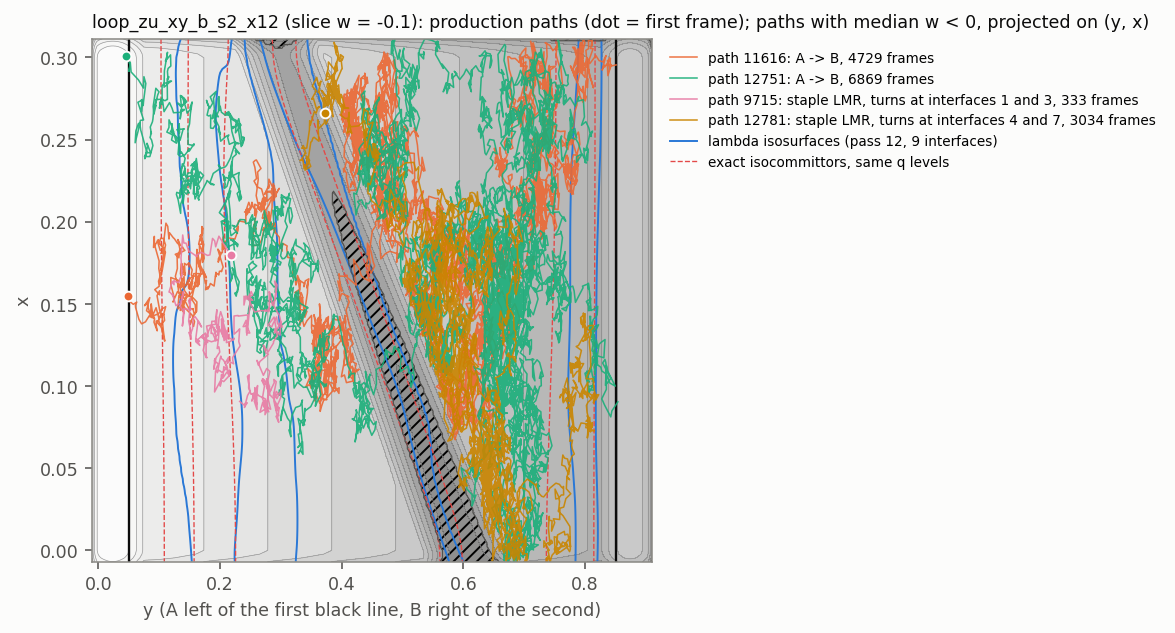 loop_zu_xy_b_s2_x12 (slice w = -0.1): production paths (dot = first frame); paths with median w < 0, projected on (y, x)
path 11616: A -> B, 4729 frames
path 12751: A -> B, 6869 frames
path 9715: staple LMR, turns at interfaces 1 and 3, 333 frames
path 12781: staple LMR, turns at interfaces 4 and 7, 3034 frames
lambda isosurfaces (pass 12, 9 interfaces)
exact isocommittors, same q levels
0.30
0.25
0.20
0.15
0.10
0.05
0.00
x
0.0 0.2 0.4 0.6 0.8
y (A left of the first black line, B right of the second)